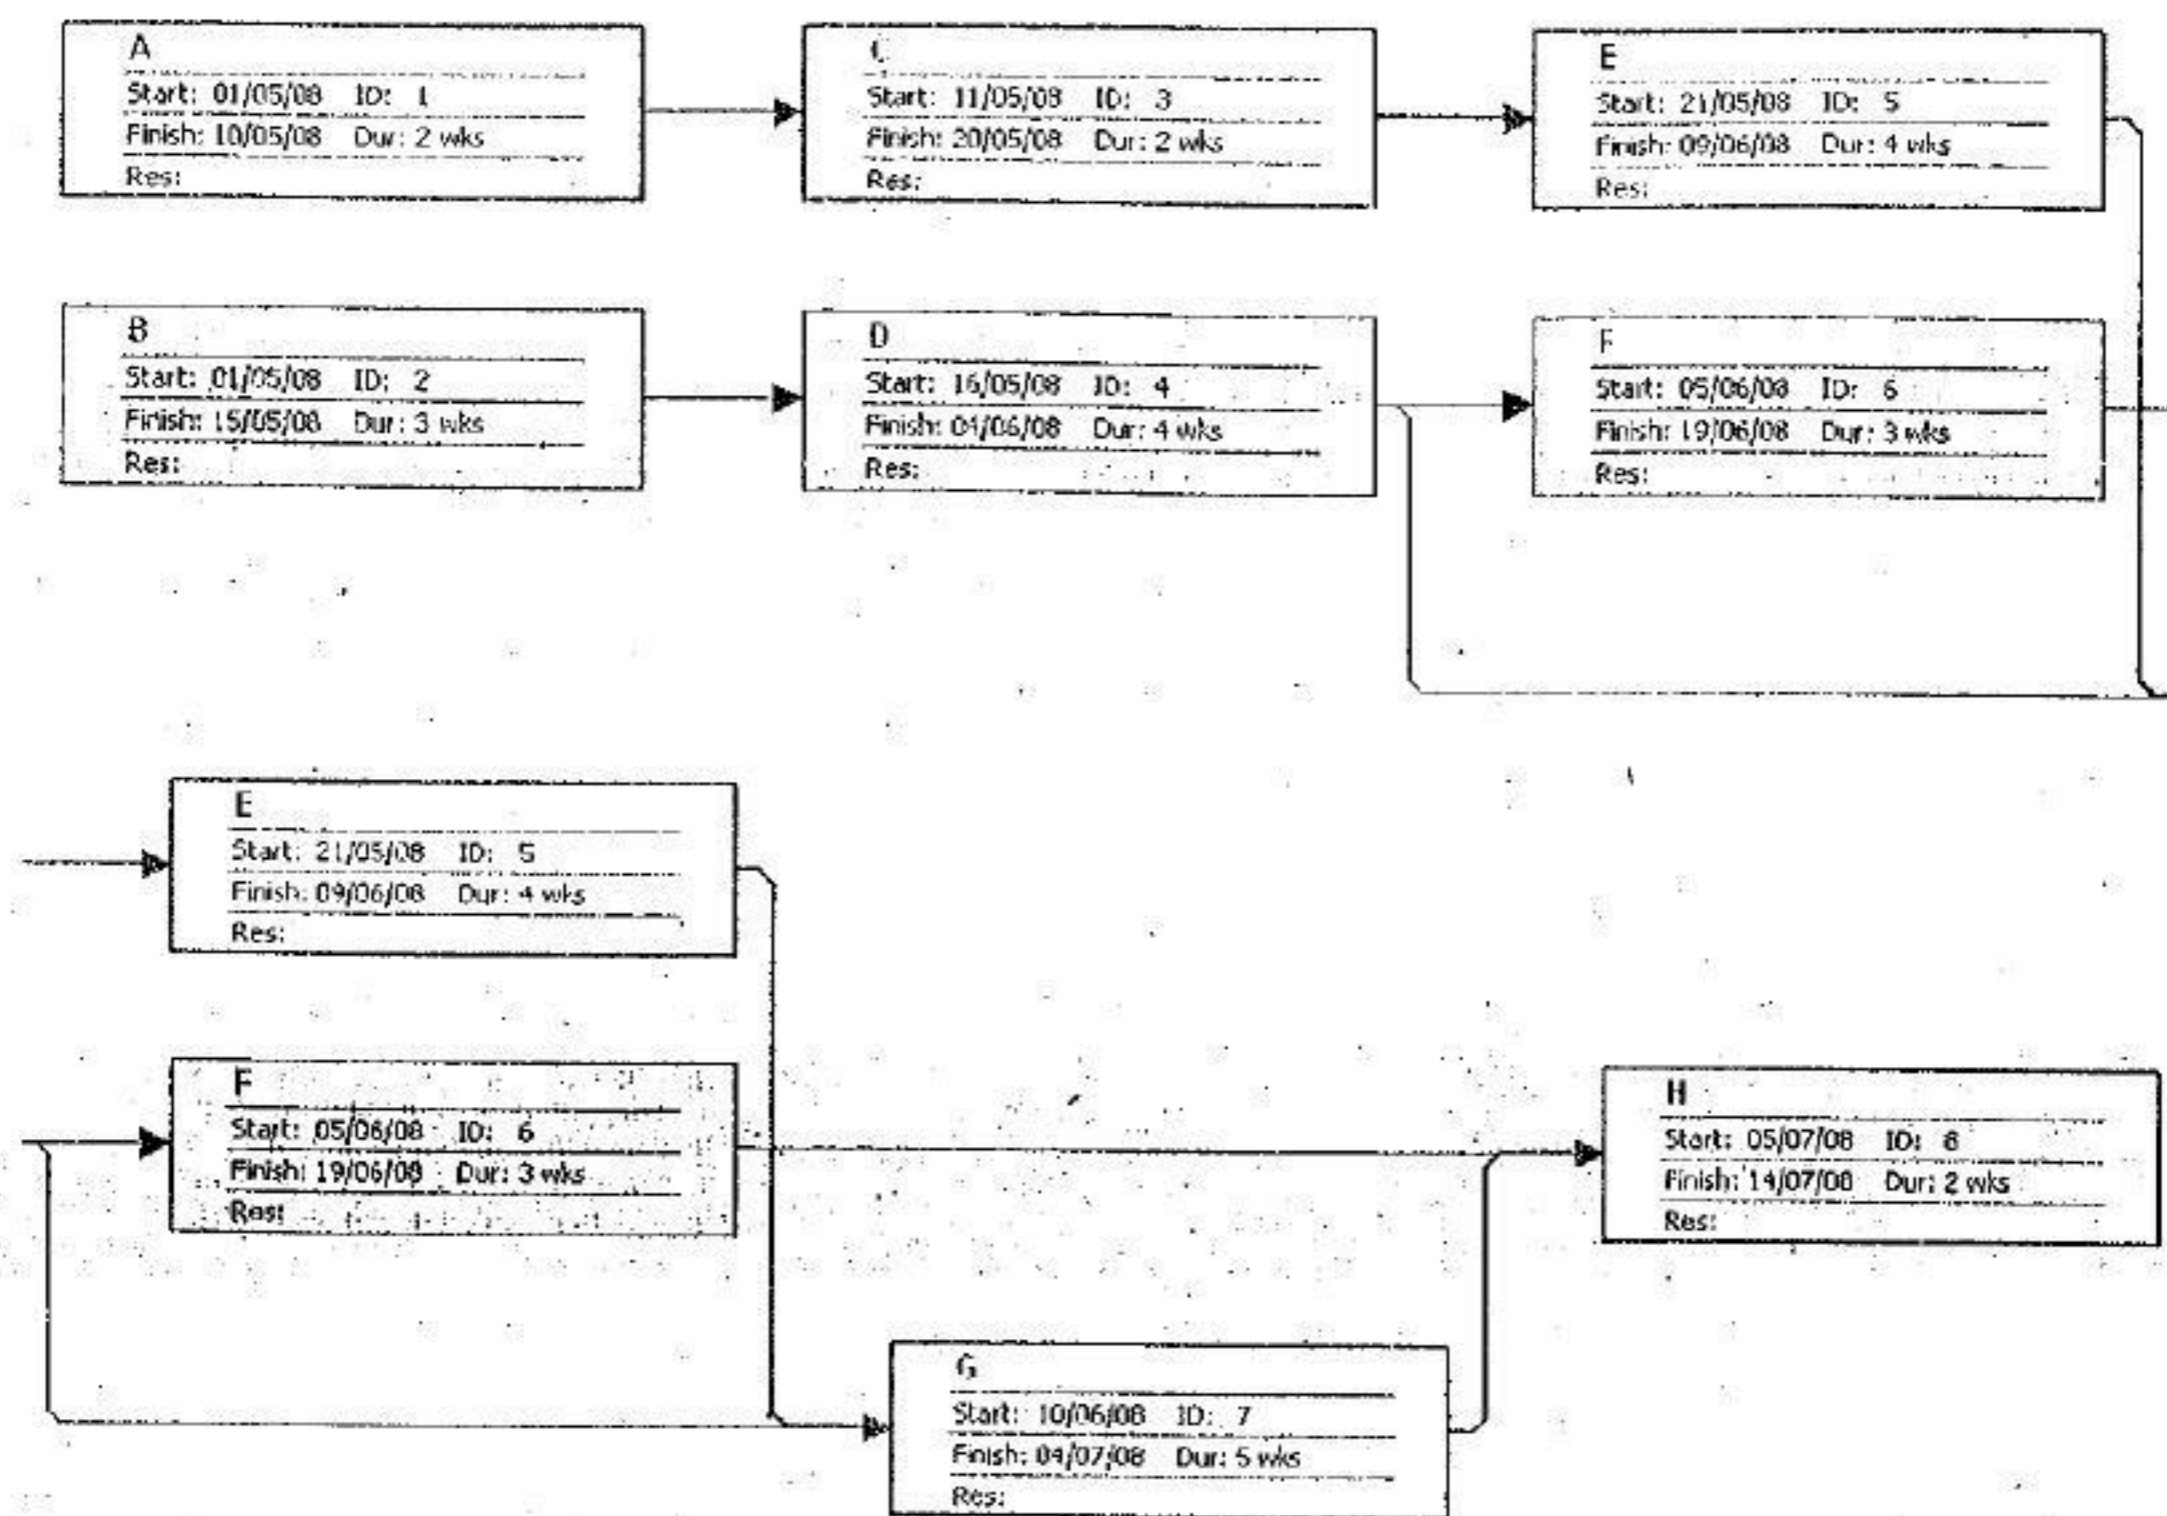 A
Start: 01/05/08 ID: 1
Finish: 10/05/08 Dur: 2 wks
Res:
C
Start: 11/05/08 ID: 3
Finish: 20/05/08 Dur: 2 wks
Res:
E
Start: 21/05/08 ID: 5
Finish: 09/06/08 Dur: 4 wks
Res:
B
Start: 01/05/08 ID: 2
Finish: 15/05/08 Dur: 3 wks
Res:
D
Start: 16/05/08 ID: 4
Finish: 04/06/08 Dur: 4 wks
Res:
F
Start: 05/06/08 ID: 6
Finish: 19/06/08 Dur: 3 wks
Res:
E
Start: 21/05/08 ID: 5
Finish: 09/06/08 Dur: 4 wks
Res:
F
Start: 05/06/08 ID: 6
Finish: 19/06/08 Dur: 3 wks
Res:
H
Start: 05/07/08 ID: 8
Finish: 14/07/08 Dur: 2 wks
Res:
G
Start: 10/06/08 ID: 7
Finish: 04/07/08 Dur: 5 wks
Res: